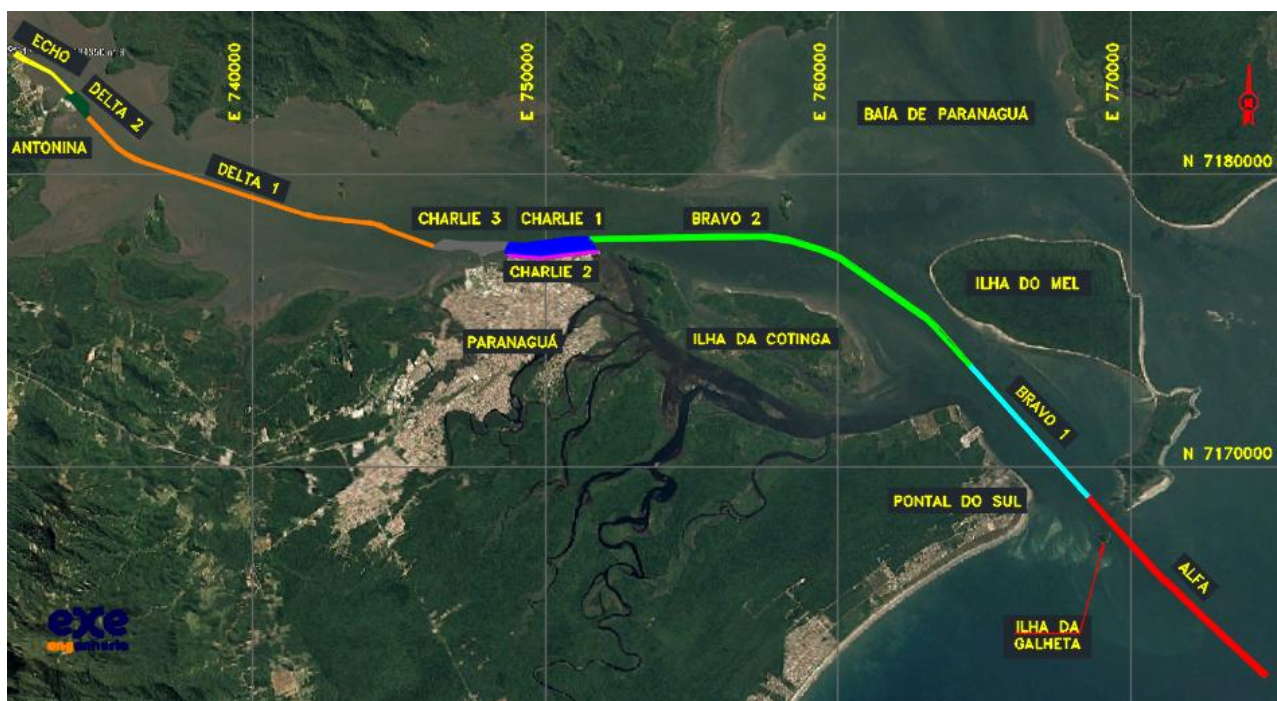 ECHO
DELTA 2
ANTONINA
DELTA 1
E 740000
E 750000
E 760000
E 770000
BAÍA DE PARANAGUÁ
N 7180000
CHARLIE 3
CHARLIE 1
BRAVO 2
CHARLIE 2
PARANAGUÁ
ILHA DA COTINGA
ILHA DO MEL
BRAVO 1
N 7170000
PONTAL DO SUL
ALFA
ILHA DA
GALHETA
exe
engenharia